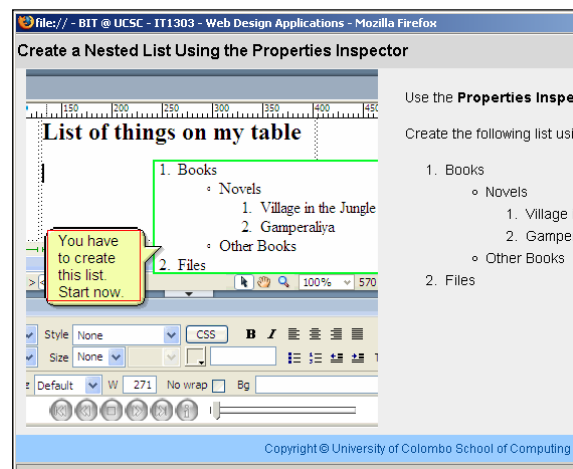 file:// - BIT @ UCSC - IT1303 - Web Design Applications - Mozilla Firefox
Create a Nested List Using the Properties Inspector
150 200 250 300 350 400 450
List of things on my table
1. Books
Novels
1. Village in the Jungle
2. Gamperaliya
Other Books
2. Files
You have
to create
this list.
Start now.
100% 570
Style None CSS B I
Size None
Default W 271 No wrap Bg
Use the Properties Inspe
Create the following list usi
1. Books
Novels
1. Village
2. Gampe
Other Books
2. Files
Copyright © University of Colombo School of Computing